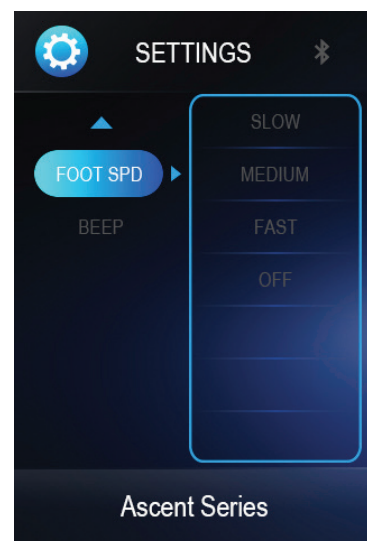 SETTINGS
FOOT SPD
BEEP
SLOW
MEDIUM
FAST
OFF
Ascent Series